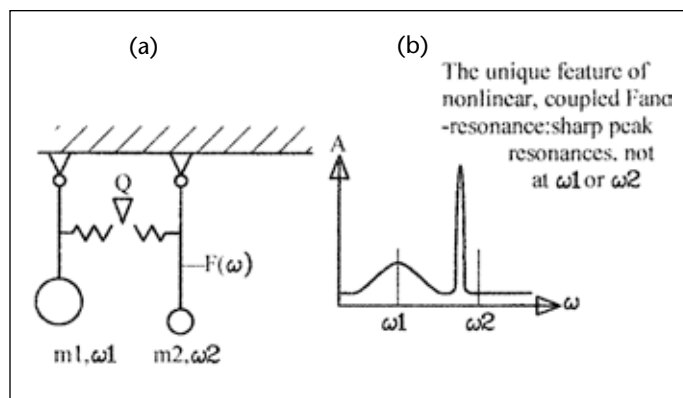 (a)
(b)
The unique feature of
nonlinear, coupled Fano
-resonance:sharp peak
resonances, not
at ω1 or ω2
Q
F(ω)
m1,ω1
m2,ω2
A
ω1
ω2
ω